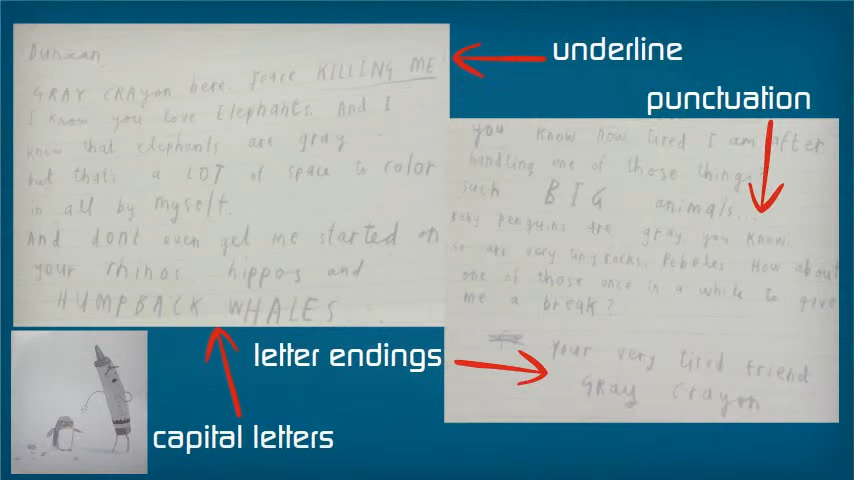 Duncan
GRAY CRAYON here. Youre KILLING ME!
I know you love Elephants. And I
know that elephants are gray
but thats a LOT of space to color
in all by myself.
And dont even get me started on
your rhinos hippos and
HUMPBACK WHALES...
underline
punctuation
you know how tired I am after
handling one of those things?
such BIG animals...
Baby penguins are gray you know.
so are very tiny rocks. Pebbles. How about
one of those once in a while to give
me a break?
Your very tired friend
GRay Crayon
letter endings
capital letters